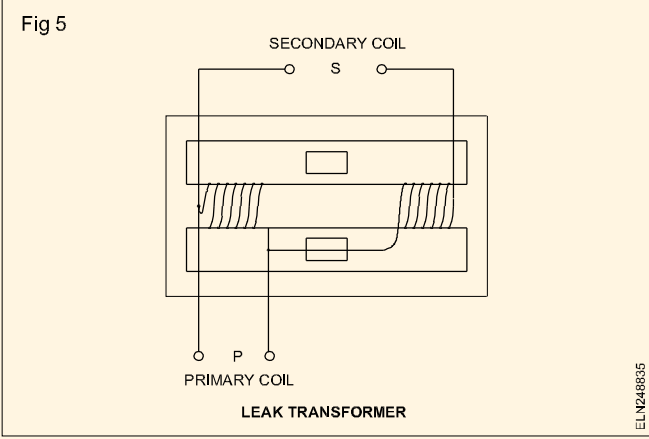 Fig 5
SECONDARY COIL
S
P
PRIMARY COIL
LEAK TRANSFORMER
ELN248835